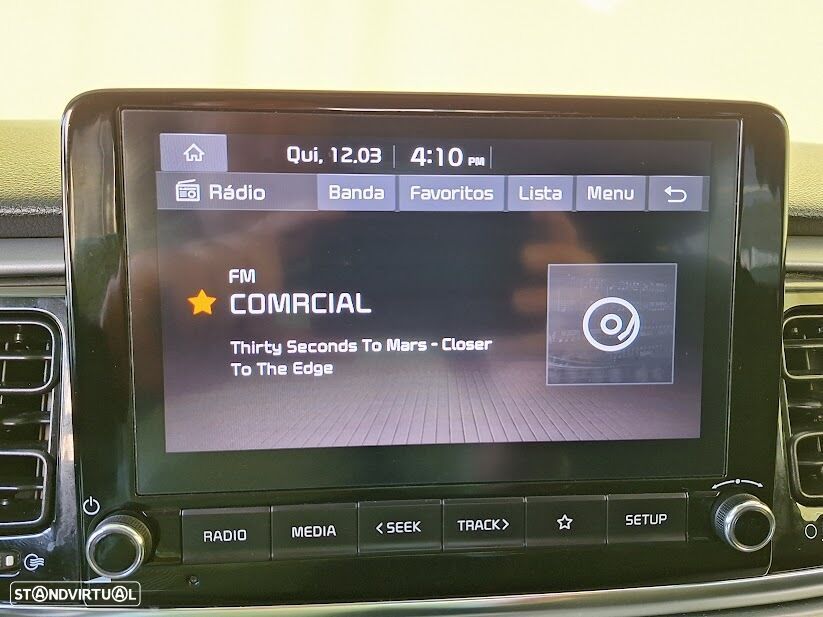 Qui, 12.03 4:10 PM
Rádio Banda Favoritos Lista Menu
FM
COMRCIAL
Thirty Seconds To Mars - Closer
To The Edge
RADIO MEDIA <SEEK TRACK> SETUP
STANDVIRTUAL